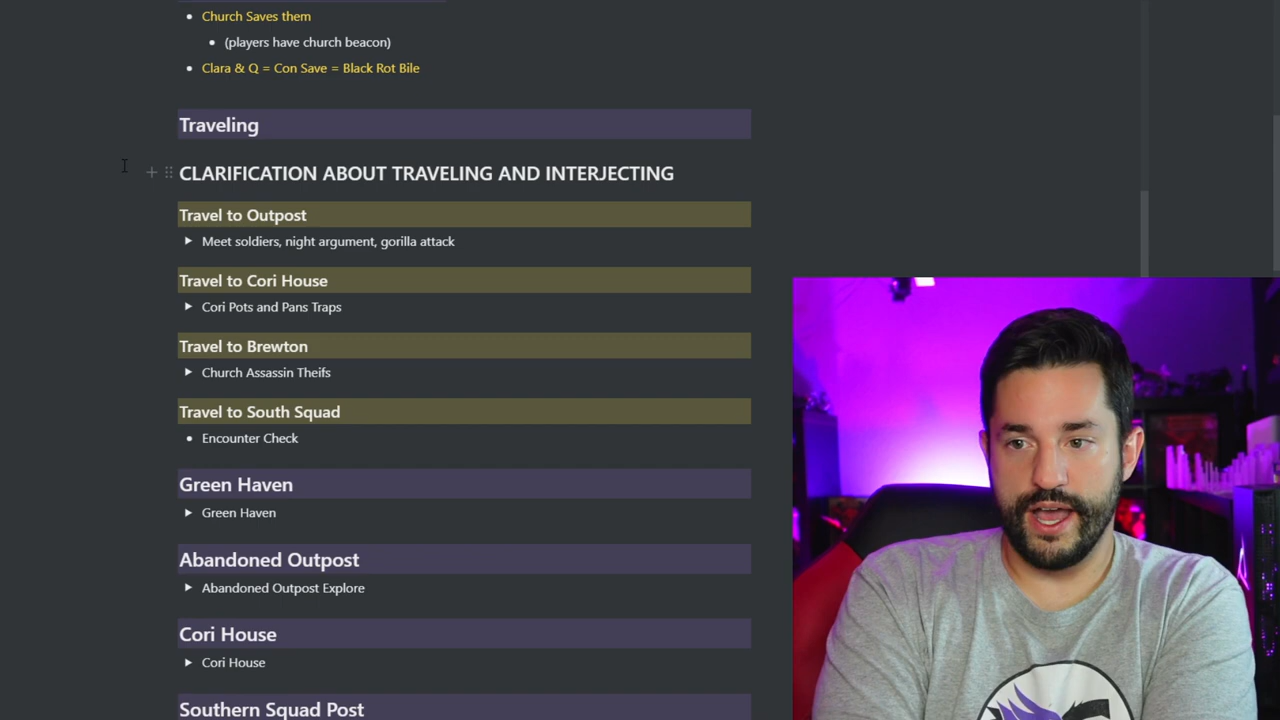 Church Saves them
(players have church beacon)
Clara & Q = Con Save = Black Rot Bile
Traveling
CLARIFICATION ABOUT TRAVELING AND INTERJECTING
Travel to Outpost
Meet soldiers, night argument, gorilla attack
Travel to Cori House
Cori Pots and Pans Traps
Travel to Brewton
Church Assassin Theifs
Travel to South Squad
Encounter Check
Green Haven
Green Haven
Abandoned Outpost
Abandoned Outpost Explore
Cori House
Cori House
Southern Squad Post